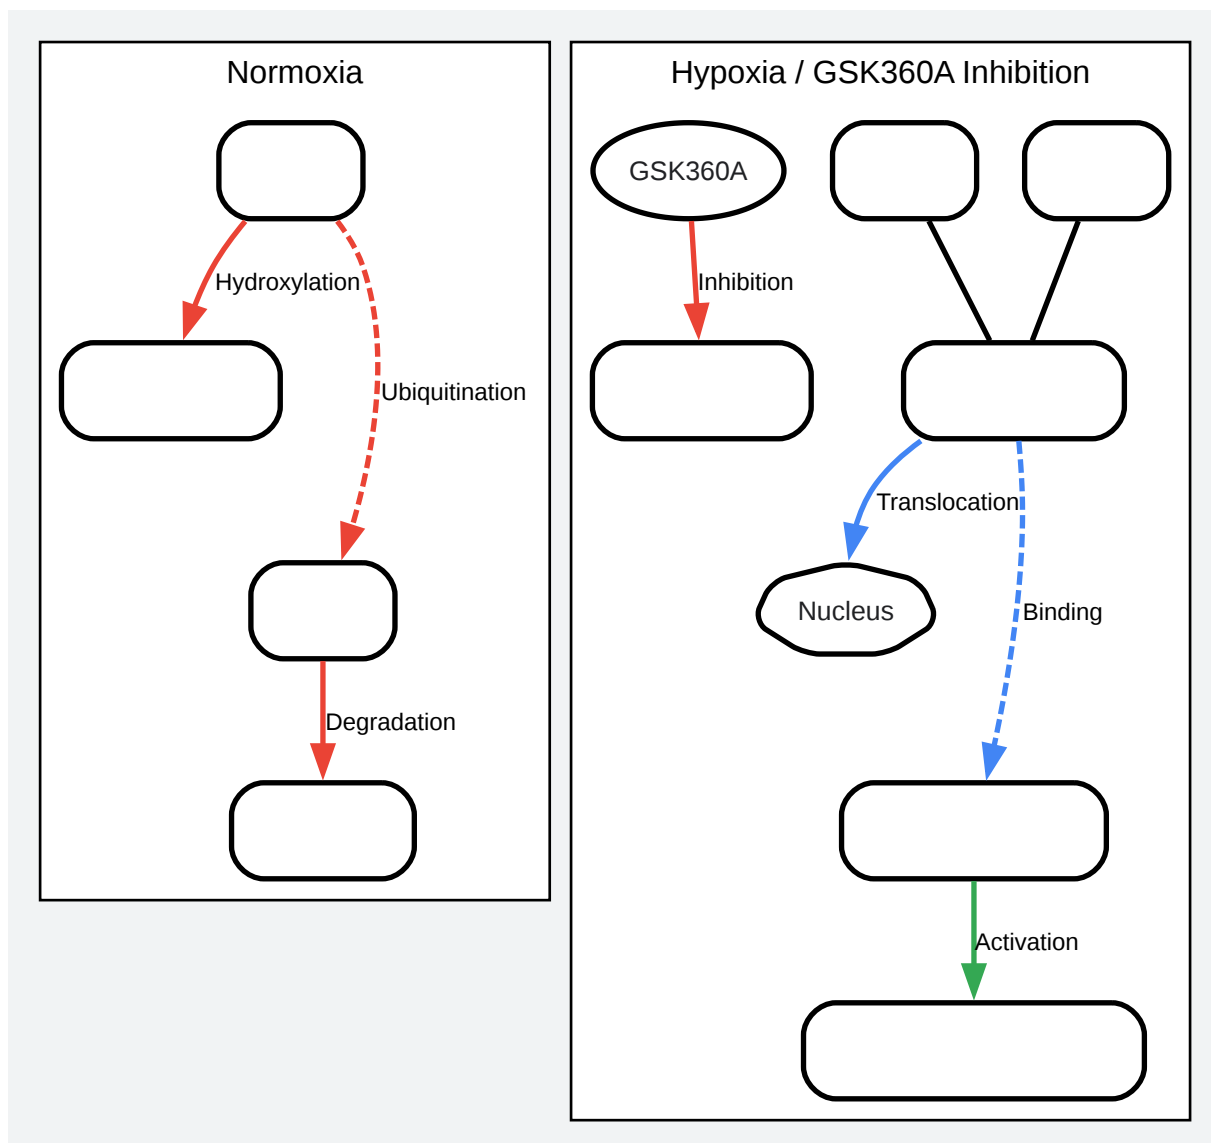 Normoxia
Hydroxylation
Ubiquitination
Degradation
Hypoxia / GSK360A Inhibition
GSK360A
Inhibition
Translocation
Nucleus
Binding
Activation